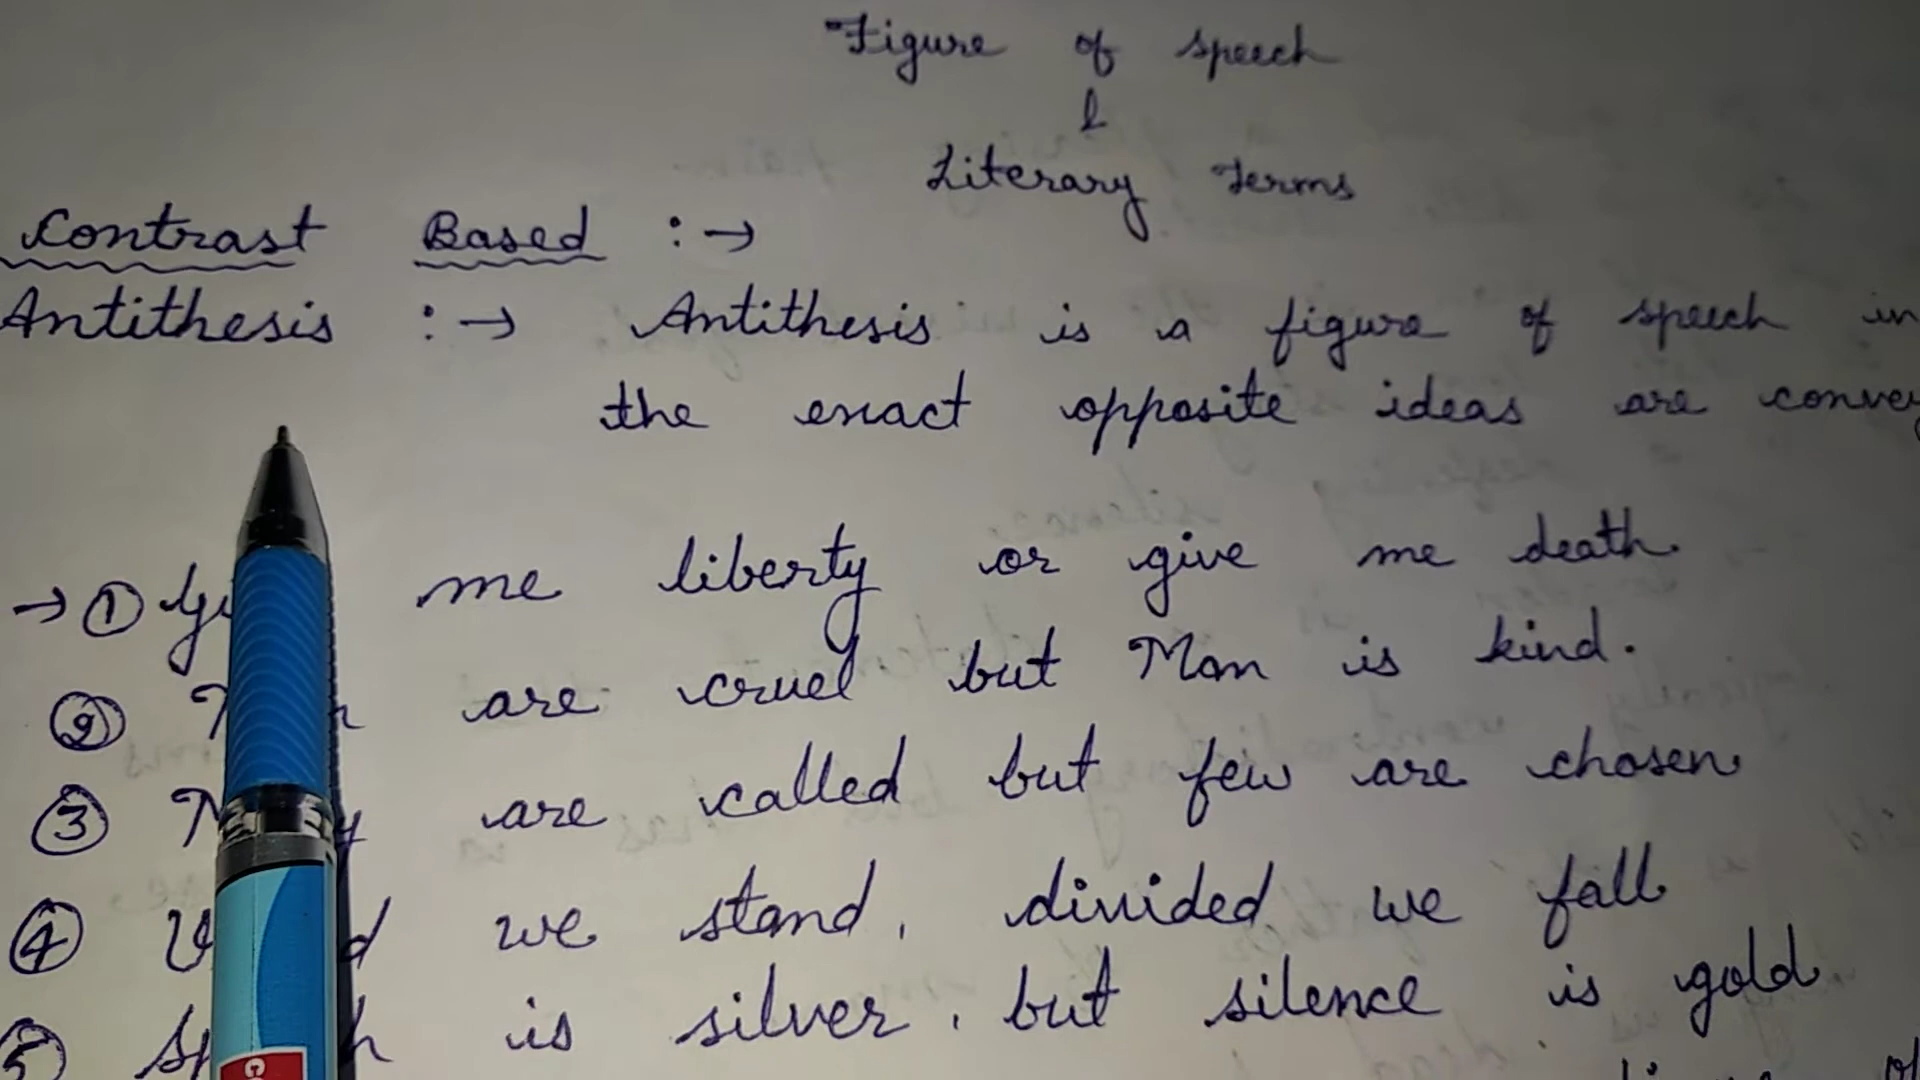 Figure of speech
&
Literary Terms
Contrast Based :→
Antithesis :→ Antithesis is a figure of speech in
the exact opposite ideas are convey
→ ① me liberty or give me death
② are cruel but Man is kind.
③ are called but few are chosen
④ we stand, divided we fall
⑤ is silver, but silence is gold